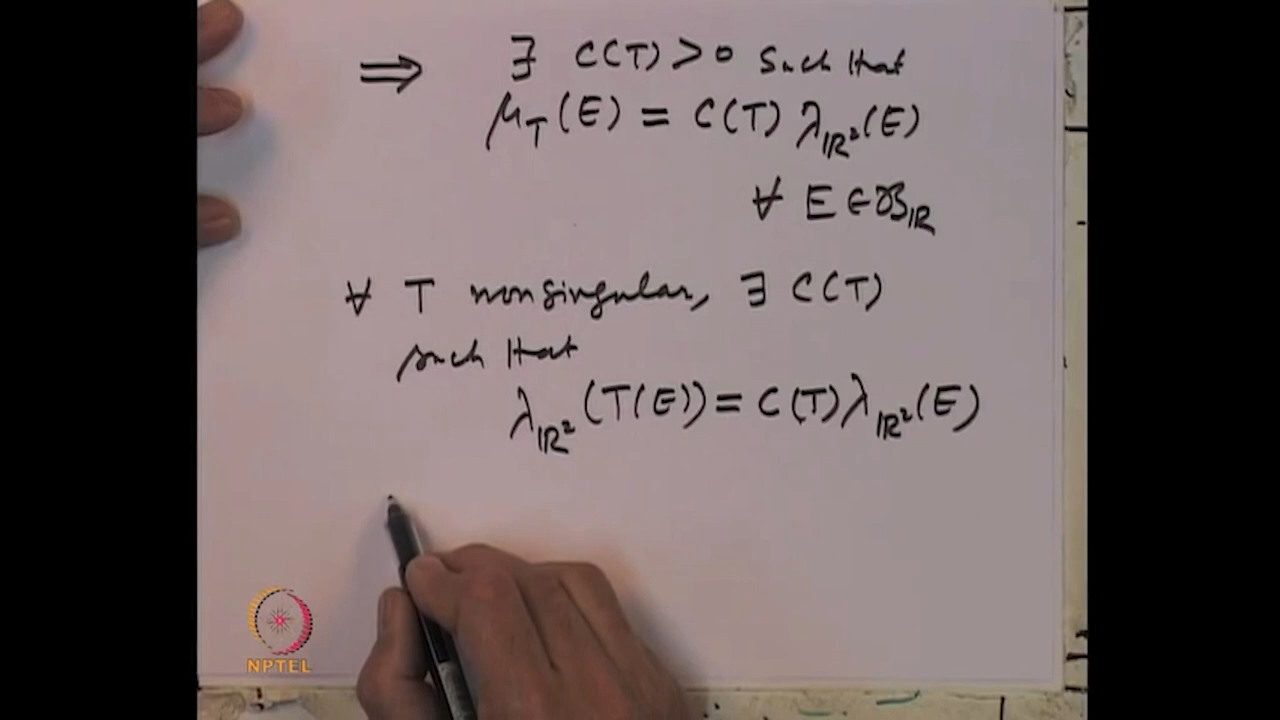 ⟹ ∃ C(T) > 0 such that
μ_T(E) = C(T) λ_{ℝ²}(E)
∀ E ∈ 𝔅_ℝ
∀ T nonsingular, ∃ C(T)
such that
λ_{ℝ²}(T(E)) = C(T) λ_{ℝ²}(E)
NPTEL